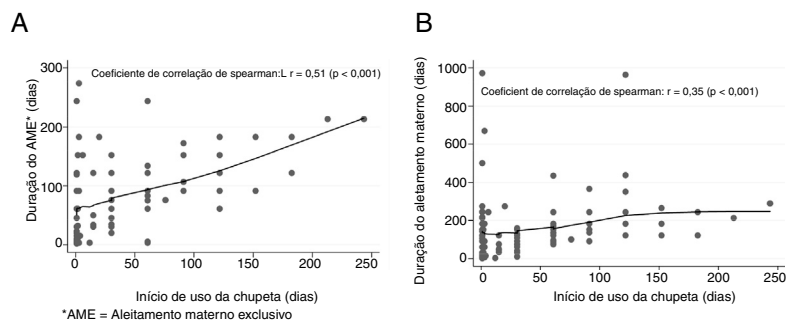 A
300
200
100
0
Duração do AME* (dias)
Coeficiente de correlação de spearman:L r = 0,51 (p < 0,001)
0 50 100 150 200 250
Início de uso da chupeta (dias)
*AME = Aleitamento materno exclusivo
B
1000
800
600
400
200
0
Duração do aletamento materno (dias)
Coeficient de correlação de spearman: r = 0,35 (p < 0,001)
0 50 100 150 200 250
Início de uso da chupeta (dias)